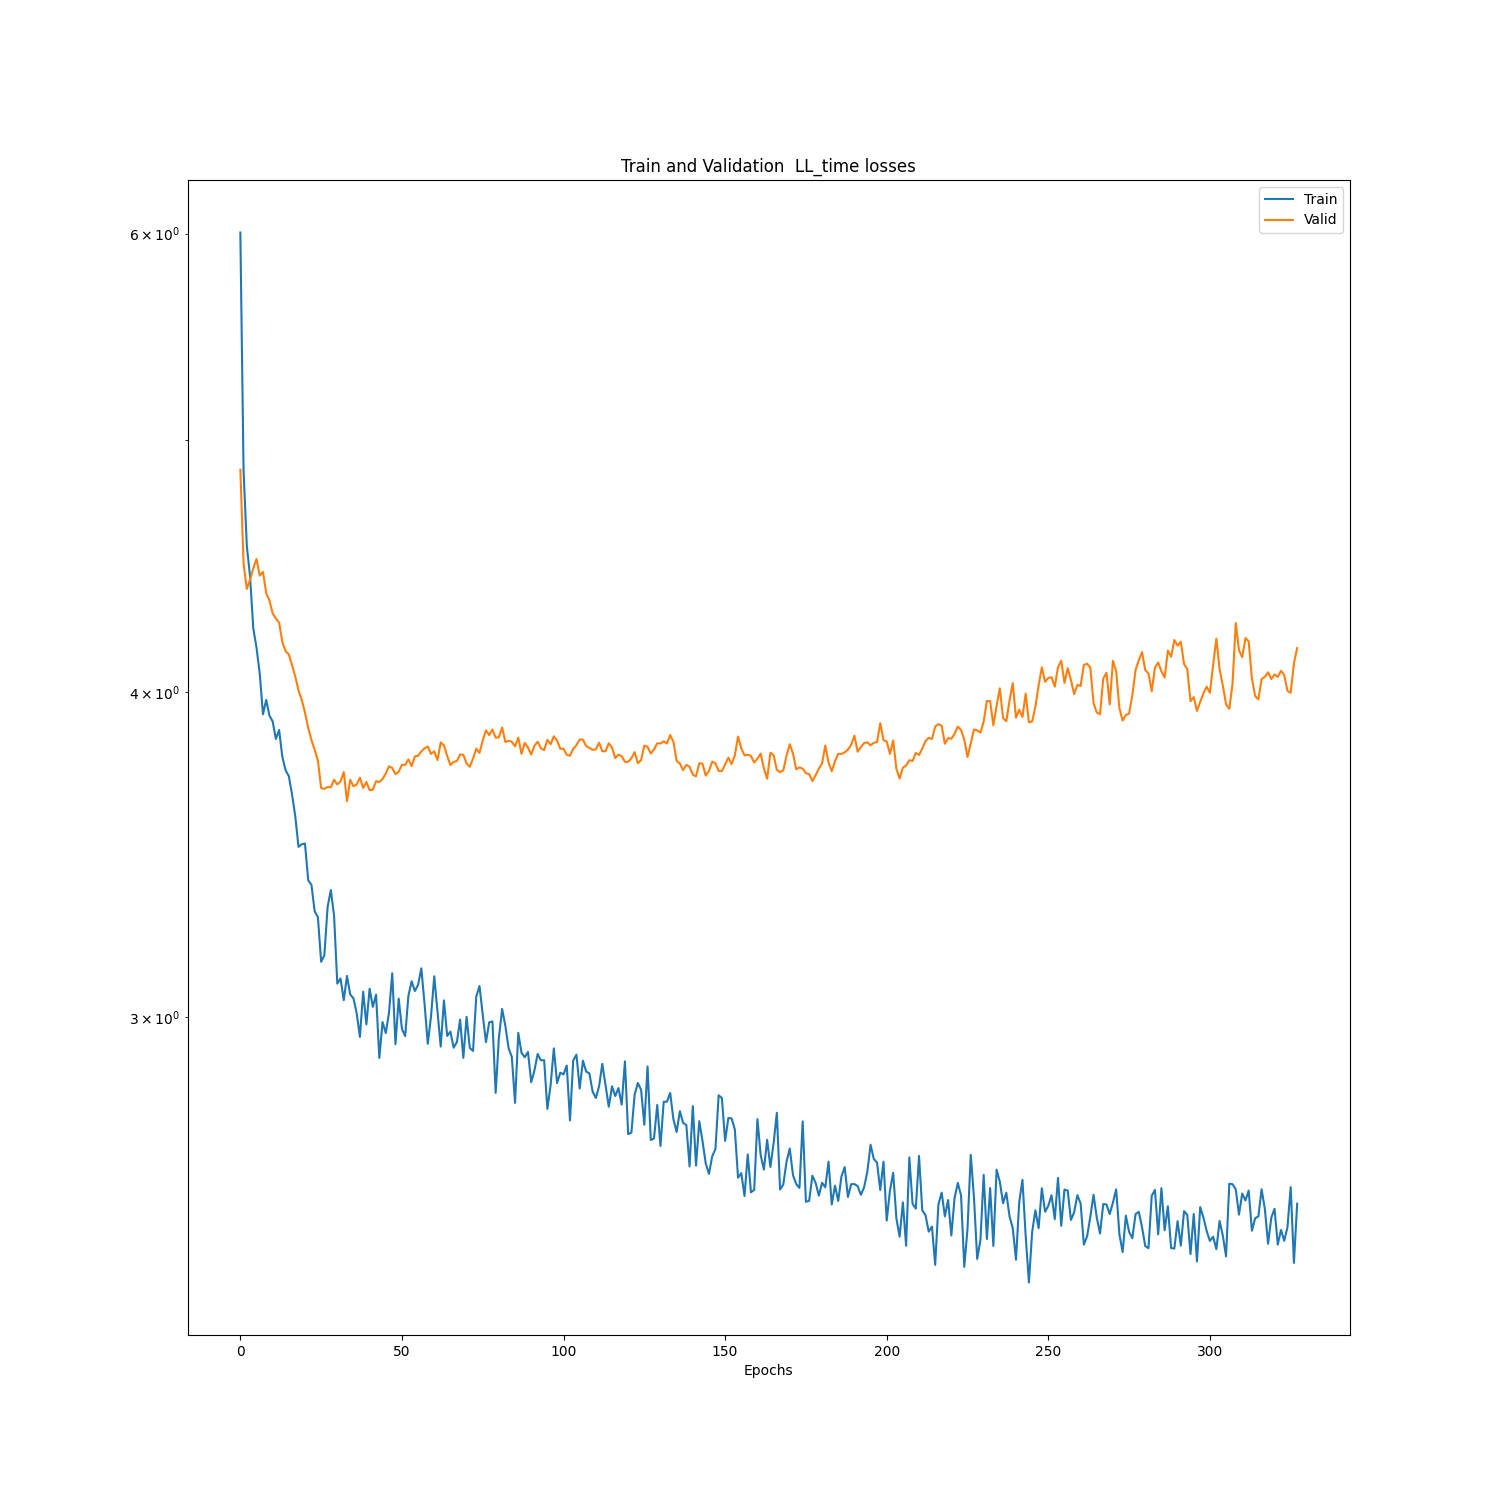 Train and Validation  LL_time losses
Train
Valid
6 × 10⁰
4 × 10⁰
3 × 10⁰
0 50 100 150 200 250 300
Epochs